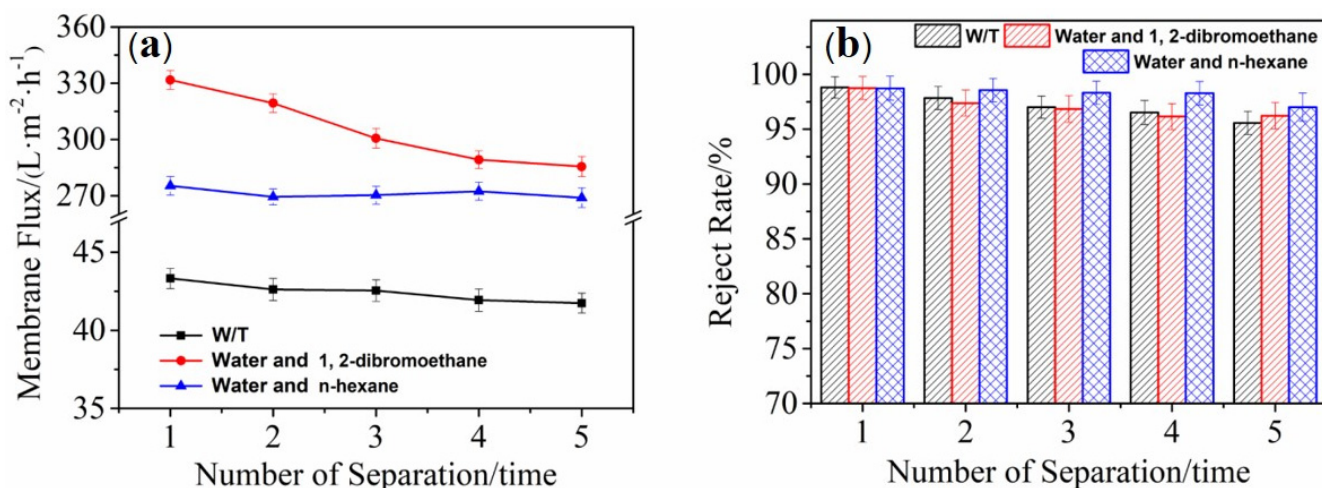 (a)
Membrane Flux/(L·m⁻²·h⁻¹)
360
330
300
270
45
40
35
W/T
Water and 1, 2-dibromoethane
Water and n-hexane
1 2 3 4 5
Number of Separation/time
(b)
W/T Water and 1, 2-dibromoethane
Water and n-hexane
Reject Rate/%
100
95
90
85
80
75
70
1 2 3 4 5
Number of Separation/time